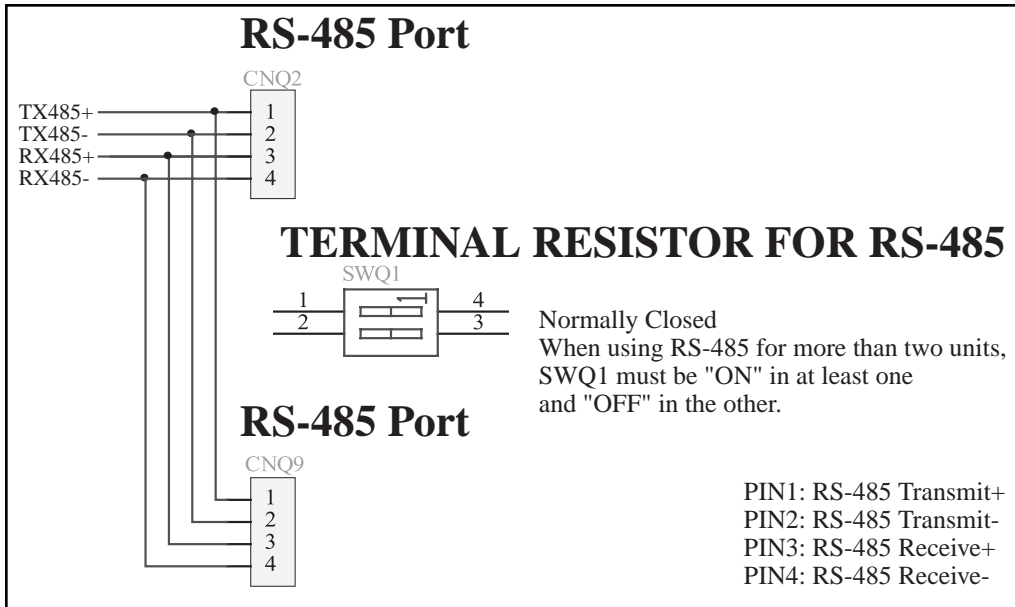 RS-485 Port
CNQ2
TX485+
TX485-
RX485+
RX485-
1
2
3
4
TERMINAL RESISTOR FOR RS-485
SWQ1
1
2
4
3
1
Normally Closed
When using RS-485 for more than two units,
SWQ1 must be "ON" in at least one
and "OFF" in the other.
RS-485 Port
CNQ9
1
2
3
4
PIN1: RS-485 Transmit+
PIN2: RS-485 Transmit-
PIN3: RS-485 Receive+
PIN4: RS-485 Receive-